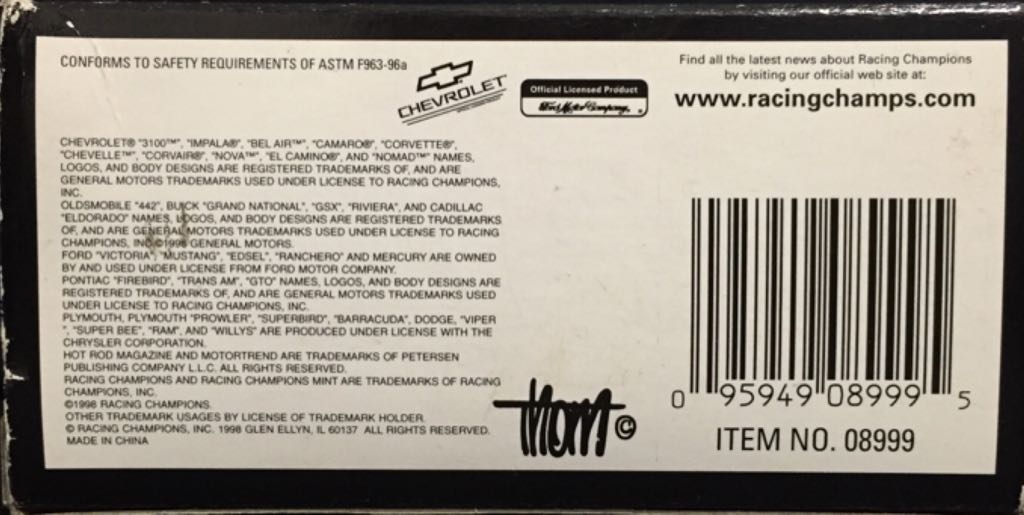 CONFORMS TO SAFETY REQUIREMENTS OF ASTM F963-96a
CHEVROLET
Official Licensed Product
Ford Motor Company
Find all the latest news about Racing Champions
by visiting our official web site at:
www.racingchamps.com
CHEVROLET® "3100™", "IMPALA®", "BEL AIR™", "CAMARO®", "CORVETTE®",
"CHEVELLE™", "CORVAIR®", "NOVA™", "EL CAMINO®", AND "NOMAD™" NAMES,
LOGOS, AND BODY DESIGNS ARE REGISTERED TRADEMARKS OF, AND ARE
GENERAL MOTORS TRADEMARKS USED UNDER LICENSE TO RACING CHAMPIONS,
INC.
OLDSMOBILE "442", BUICK "GRAND NATIONAL", "GSX", "RIVIERA", AND CADILLAC
"ELDORADO" NAMES, LOGOS, AND BODY DESIGNS ARE REGISTERED TRADEMARKS
OF, AND ARE GENERAL MOTORS TRADEMARKS USED UNDER LICENSE TO RACING
CHAMPIONS, INC ©1998 GENERAL MOTORS.
FORD "VICTORIA", "MUSTANG", "EDSEL", "RANCHERO" AND MERCURY ARE OWNED
BY AND USED UNDER LICENSE FROM FORD MOTOR COMPANY.
PONTIAC "FIREBIRD", "TRANS AM", "GTO" NAMES, LOGOS, AND BODY DESIGNS ARE
REGISTERED TRADEMARKS OF, AND ARE GENERAL MOTORS TRADEMARKS USED
UNDER LICENSE TO RACING CHAMPIONS, INC.
PLYMOUTH, PLYMOUTH "PROWLER", "SUPERBIRD", "BARRACUDA", DODGE, "VIPER
", "SUPER BEE", "RAM", AND "WILLYS" ARE PRODUCED UNDER LICENSE WITH THE
CHRYSLER CORPORATION.
HOT ROD MAGAZINE AND MOTORTREND ARE TRADEMARKS OF PETERSEN
PUBLISHING COMPANY L.L.C. ALL RIGHTS RESERVED.
RACING CHAMPIONS AND RACING CHAMPIONS MINT ARE TRADEMARKS OF RACING
CHAMPIONS, INC.
©1998 RACING CHAMPIONS.
OTHER TRADEMARK USAGES BY LICENSE OF TRADEMARK HOLDER.
© RACING CHAMPIONS, INC. 1998 GLEN ELLYN, IL 60137 ALL RIGHTS RESERVED.
MADE IN CHINA
Thom ©
0 95949 08999 5
ITEM NO. 08999